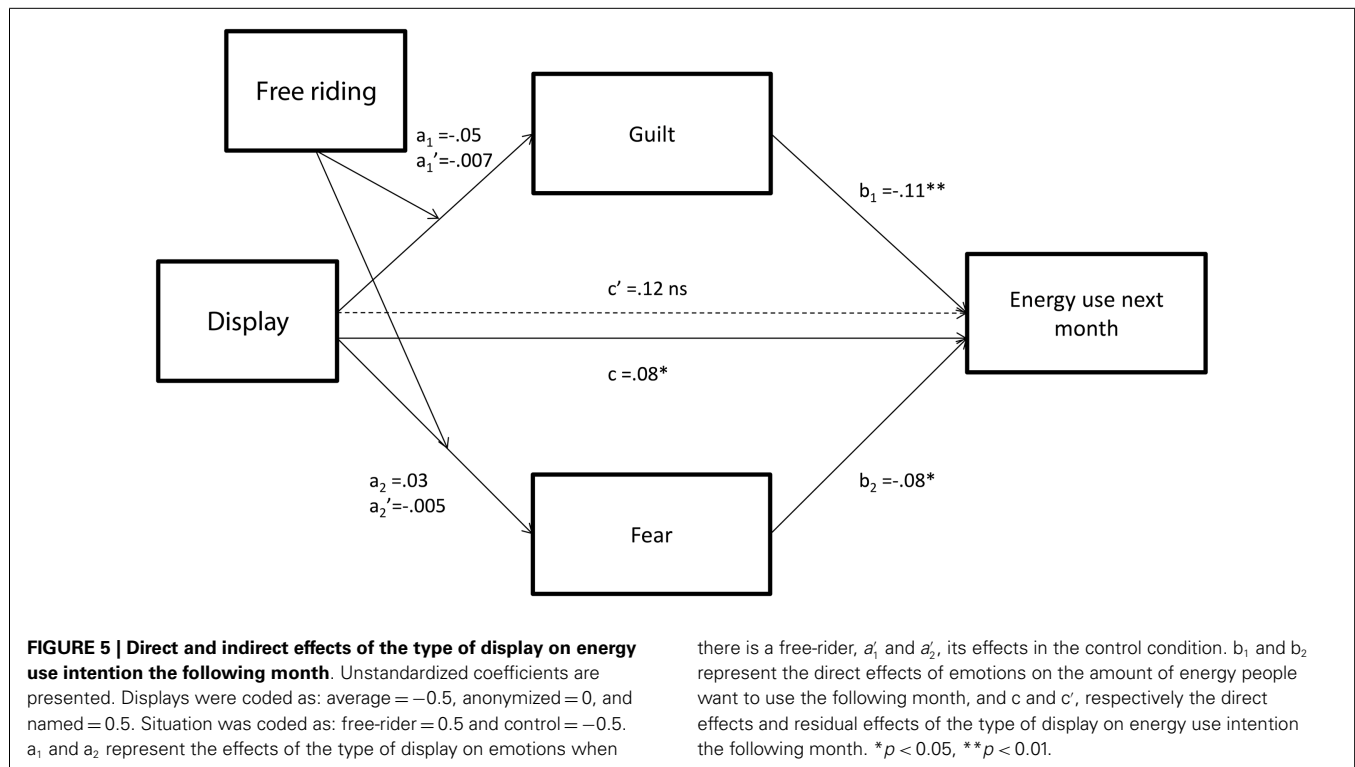 Free riding
a₁ =-.05
a₁’=-.007
Guilt
b₁ =-.11**
Display
c’ =.12 ns
c =.08*
Energy use next
month
a₂ =.03
a₂’=-.005
Fear
b₂ =-.08*
FIGURE 5 | Direct and indirect effects of the type of display on energy
use intention the following month. Unstandardized coefficients are
presented. Displays were coded as: average = −0.5, anonymized = 0, and
named = 0.5. Situation was coded as: free-rider = 0.5 and control = −0.5.
a₁ and a₂ represent the effects of the type of display on emotions when
there is a free-rider, a′₁ and a′₂, its effects in the control condition. b₁ and b₂
represent the direct effects of emotions on the amount of energy people
want to use the following month, and c and c′, respectively the direct
effects and residual effects of the type of display on energy use intention
the following month. *p < 0.05, **p < 0.01.